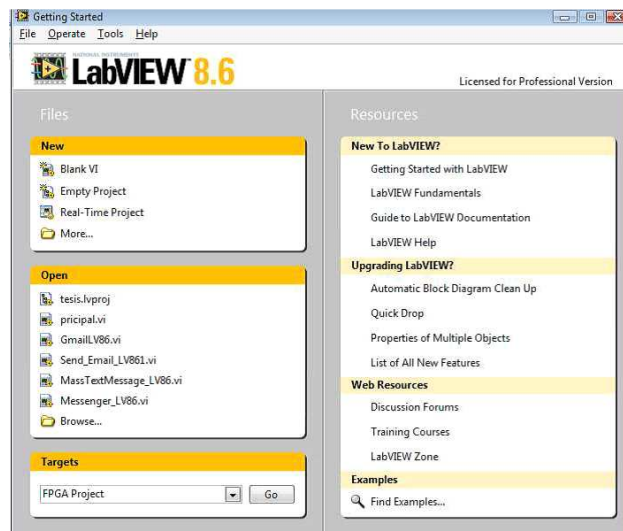 Getting Started
File Operate Tools Help
NATIONAL INSTRUMENTS
LabVIEW 8.6
Licensed for Professional Version
Files
New
Blank VI
Empty Project
Real-Time Project
More...
Open
tesis.lvproj
pricipal.vi
GmailLV86.vi
Send_Email_LV861.vi
MassTextMessage_LV86.vi
Messenger_LV86.vi
Browse...
Targets
FPGA Project
Go
Resources
New To LabVIEW?
Getting Started with LabVIEW
LabVIEW Fundamentals
Guide to LabVIEW Documentation
LabVIEW Help
Upgrading LabVIEW?
Automatic Block Diagram Clean Up
Quick Drop
Properties of Multiple Objects
List of All New Features
Web Resources
Discussion Forums
Training Courses
LabVIEW Zone
Examples
Find Examples...